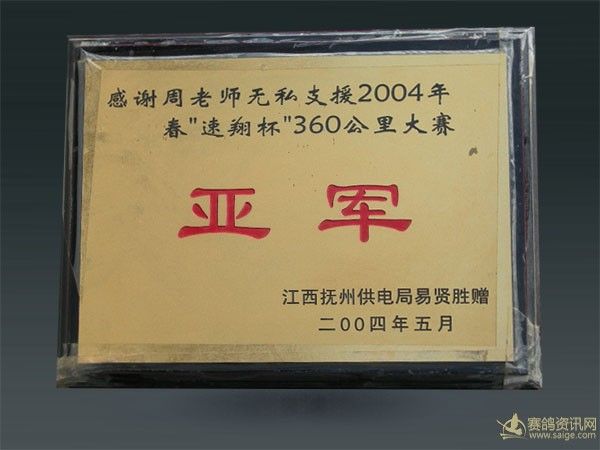 感谢周老师无私支援2004年
春"速翔杯"360公里大赛
亚 军
江西抚州供电局易贤胜赠
二00四年五月
赛鸽资讯网
www.saige.com